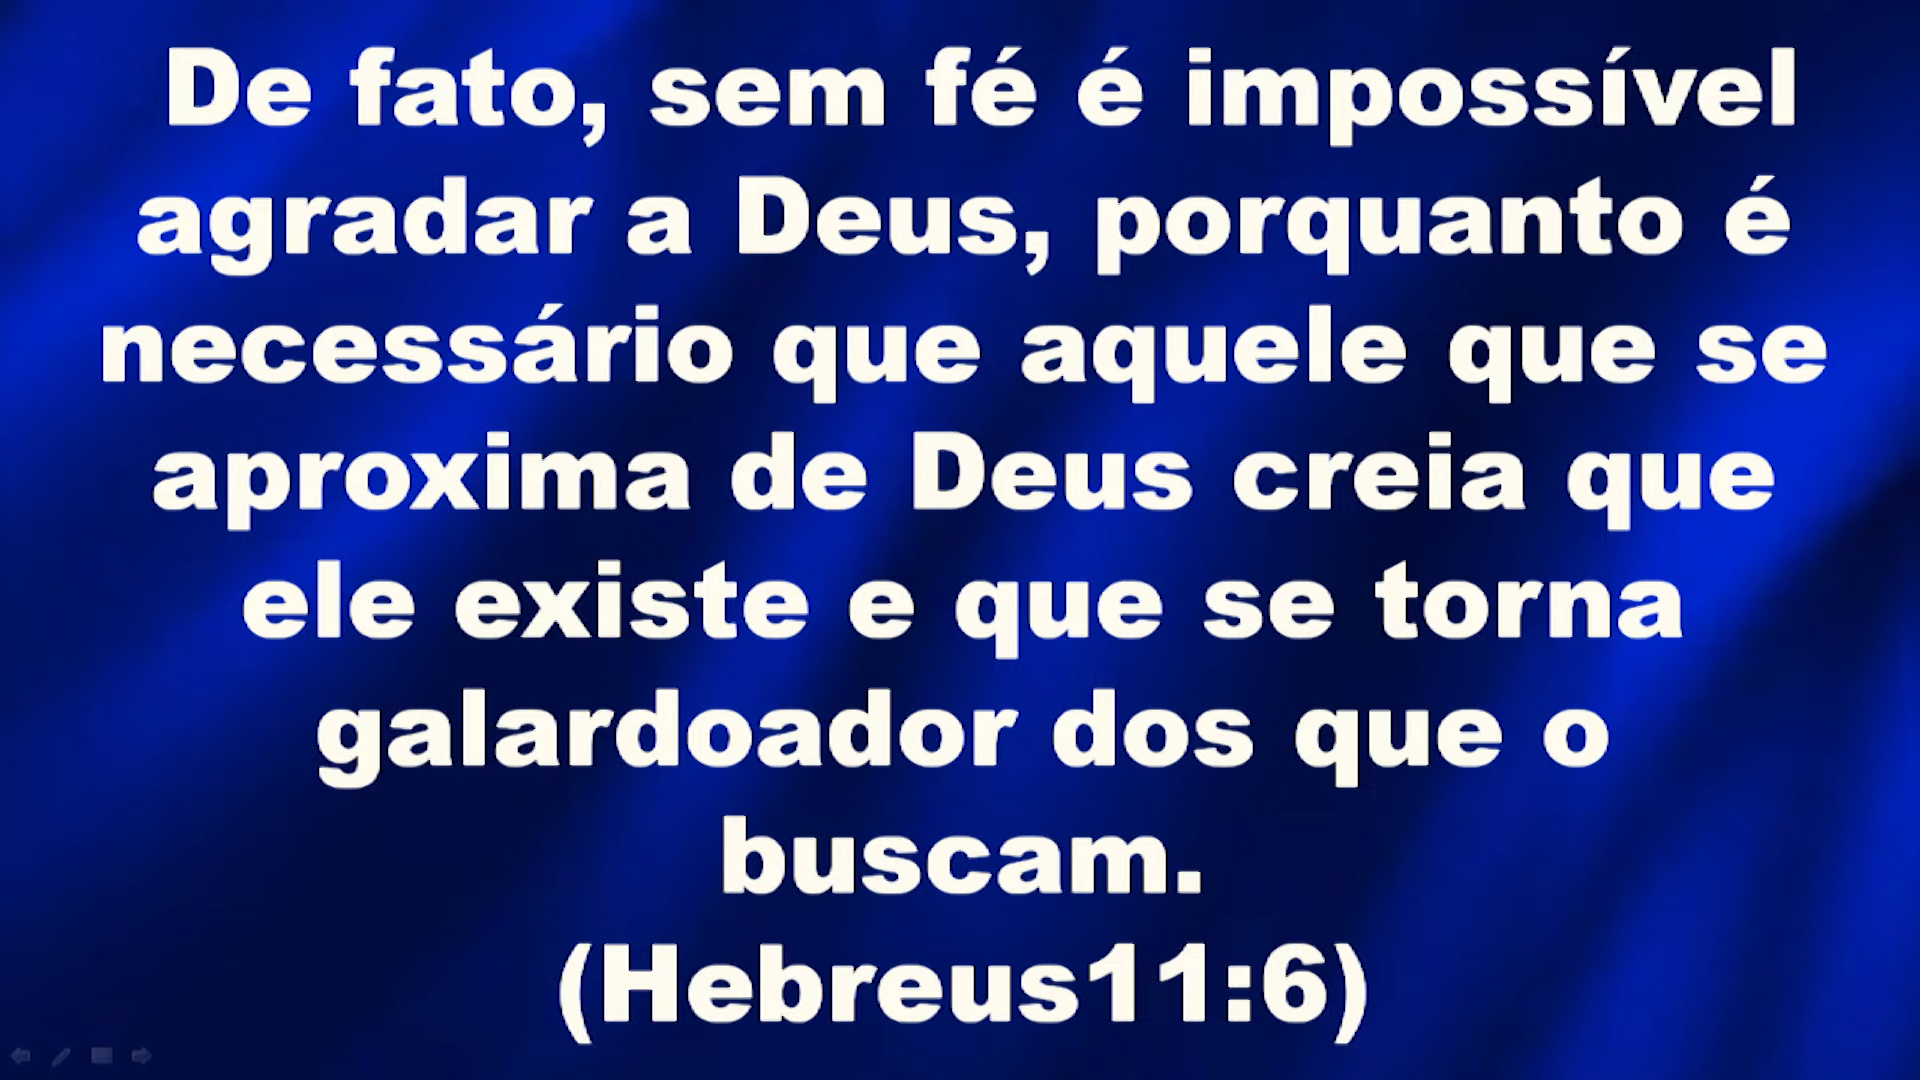 De fato, sem fé é impossível
agradar a Deus, porquanto é
necessário que aquele que se
aproxima de Deus creia que
ele existe e que se torna
galardoador dos que o
buscam.
(Hebreus11:6)